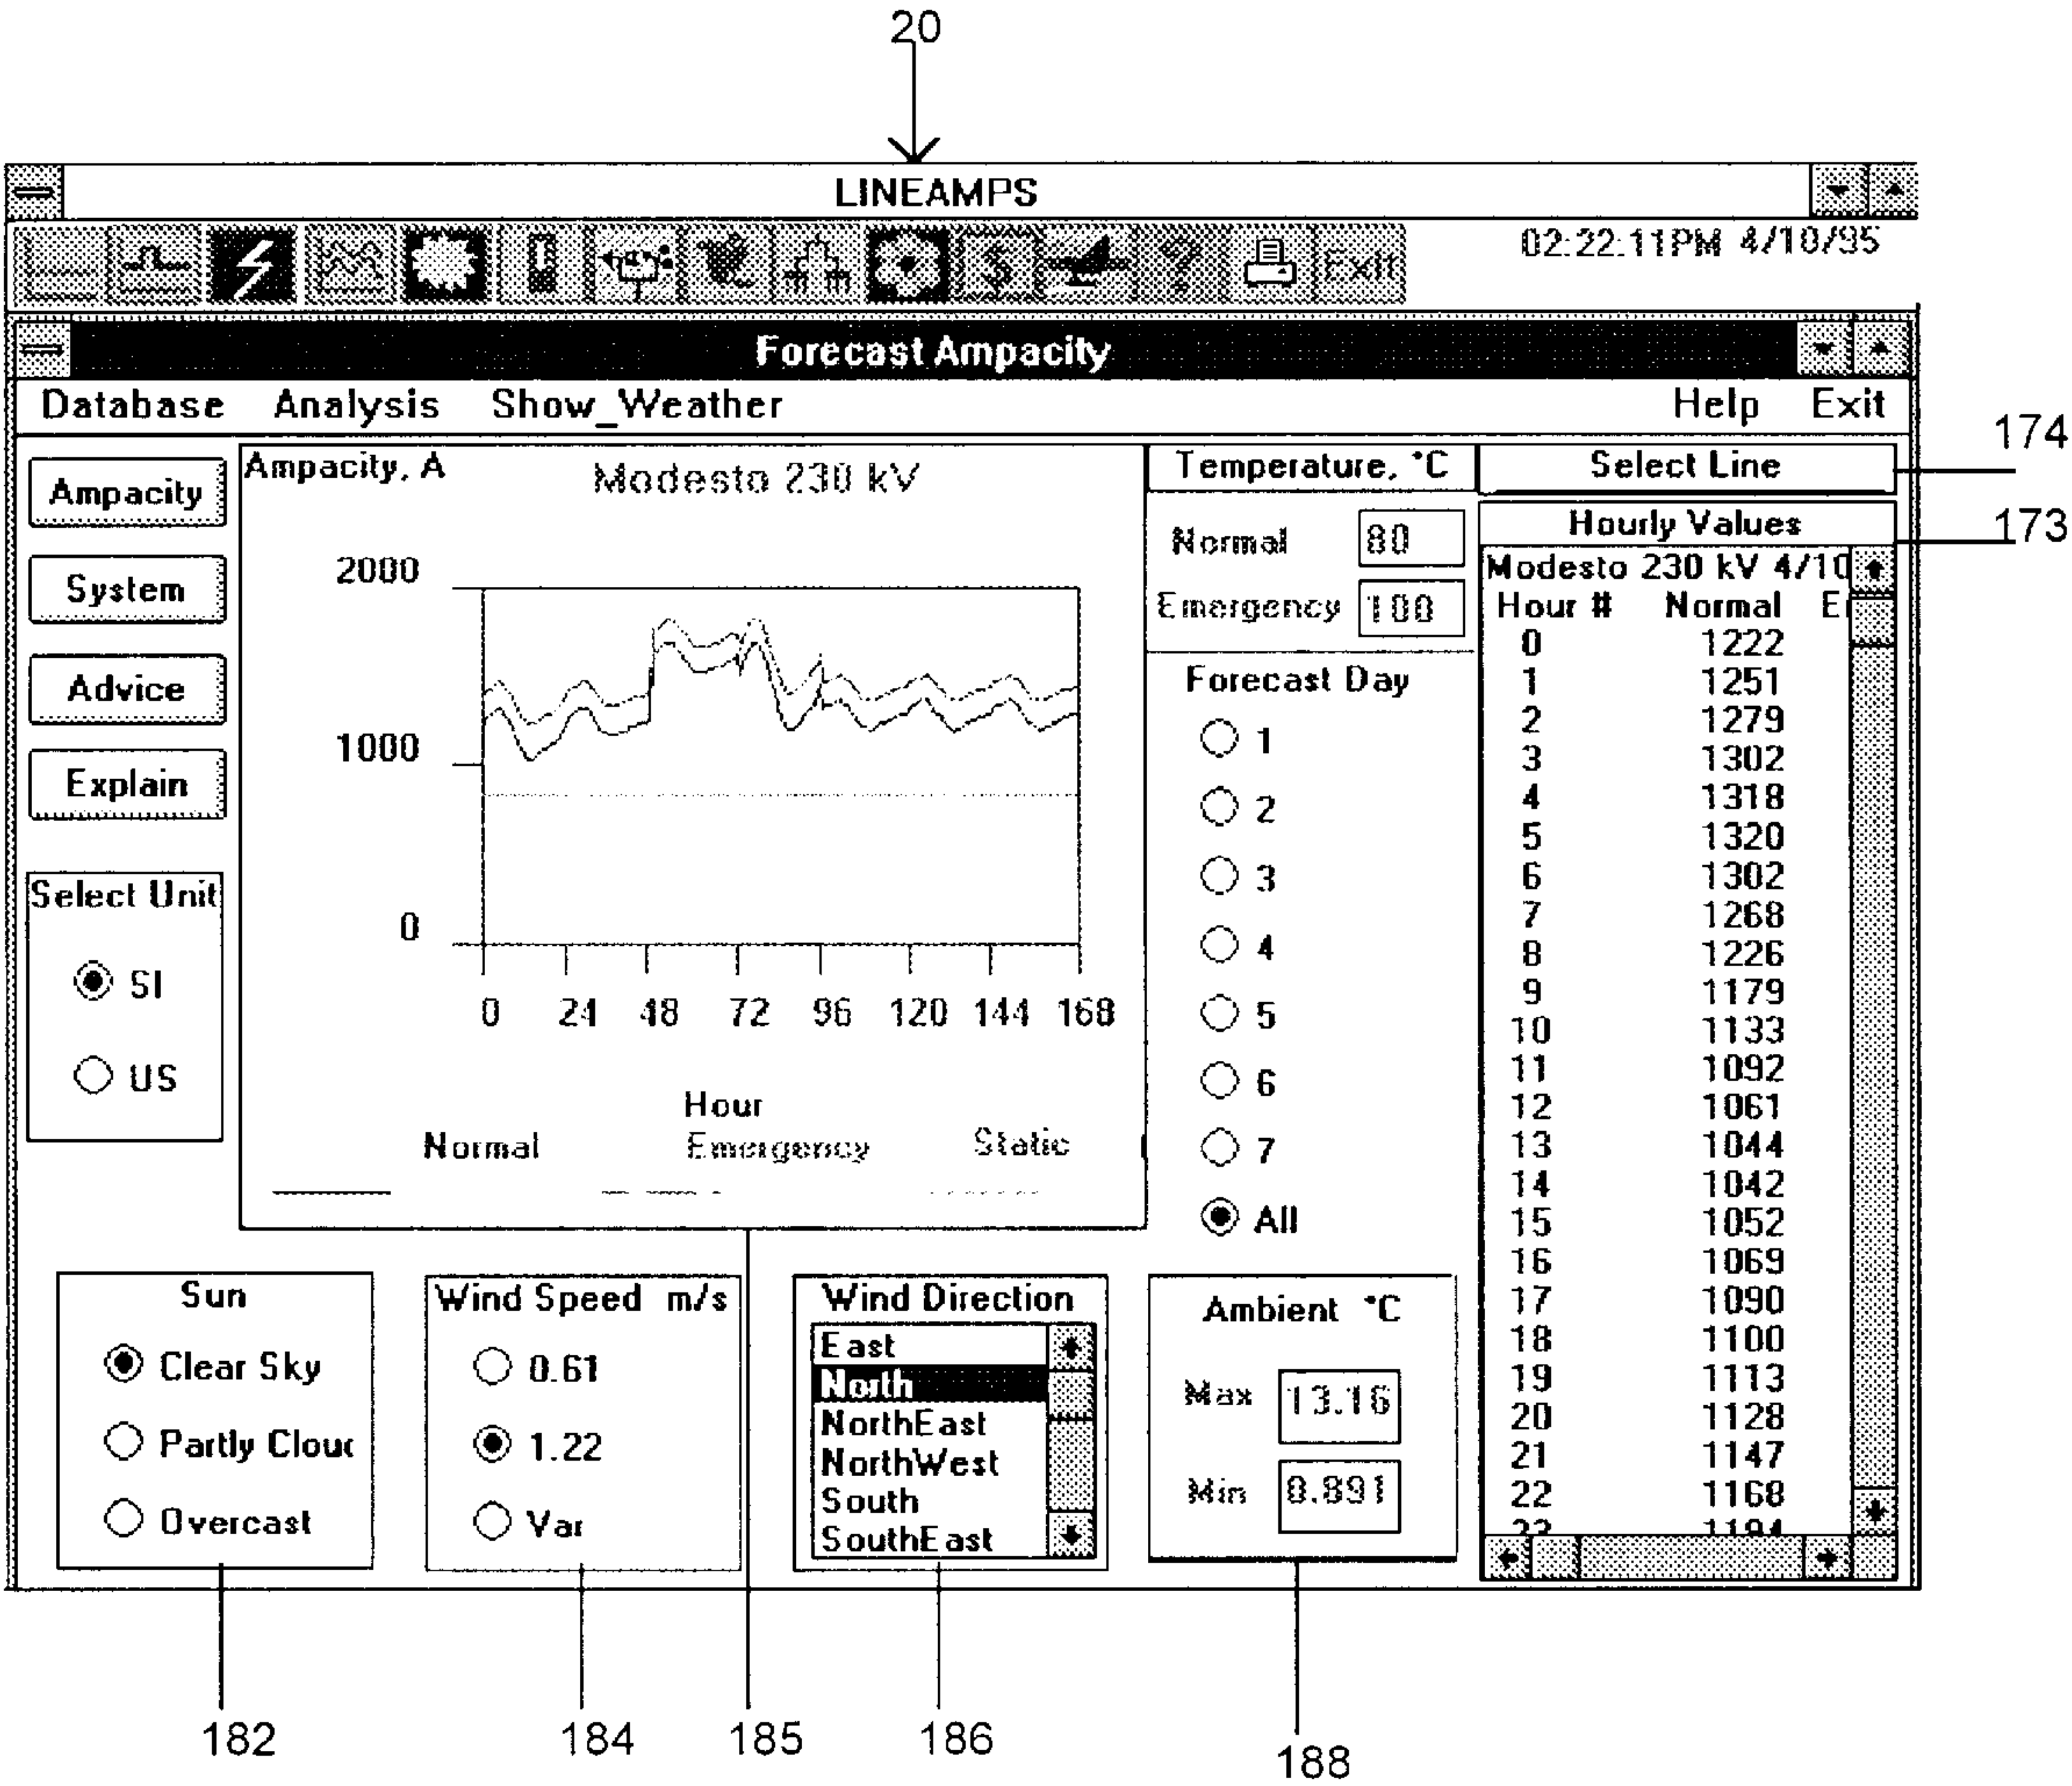 20
LINEAMPS
Exit
02:22:11PM 4/10/95
Forecast Ampacity
Database Analysis Show_Weather Help Exit
174
173
Ampacity
System
Advice
Explain
Select Unit
SI
US
Ampacity, A
Modesto 230 kV
2000
1000
0
0 24 48 72 96 120 144 168
Hour
Normal Emergency Static
Temperature, °C
Normal 80
Emergency 100
Forecast Day
1
2
3
4
5
6
7
All
Select Line
Hourly Values
Modesto 230 kV 4/10
Hour # Normal
0 1222
1 1251
2 1279
3 1302
4 1318
5 1320
6 1302
7 1268
8 1226
9 1179
10 1133
11 1092
12 1061
13 1044
14 1042
15 1052
16 1069
17 1090
18 1100
19 1113
20 1128
21 1147
22 1168
Sun
Clear Sky
Partly Clou
Overcast
Wind Speed m/s
0.61
1.22
Var
Wind Direction
East
North
NorthEast
NorthWest
South
SouthEast
Ambient °C
Max 13.16
Min 0.891
182
184
185
186
188